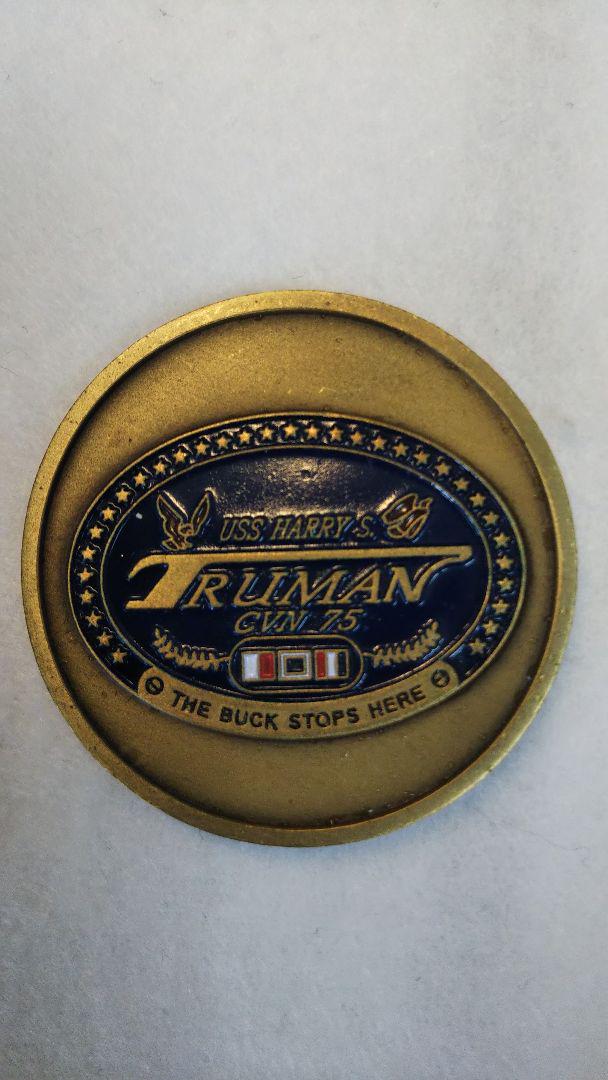 USS HARRY S.
TRUMAN
CVN 75
THE BUCK STOPS HERE